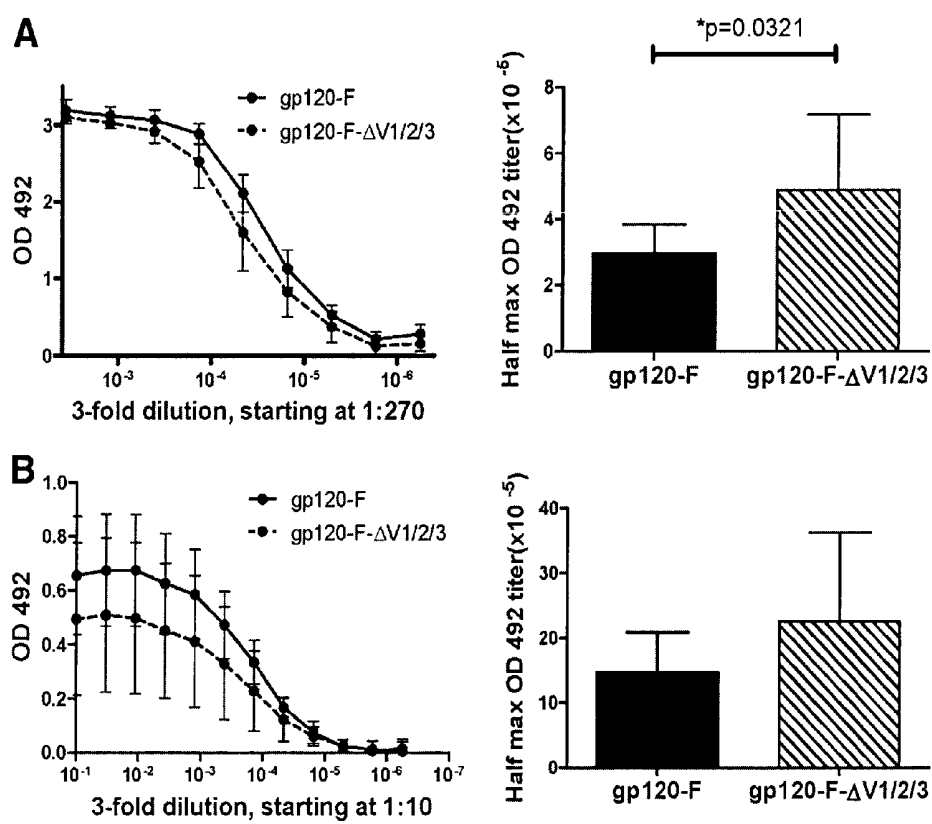 A
gp120-F
gp120-F-ΔV1/2/3
OD 492
3
2
1
0
10⁻³ 10⁻⁴ 10⁻⁵ 10⁻⁶
3-fold dilution, starting at 1:270
*p=0.0321
Half max OD 492 titer(x10 ⁻⁵)
8
6
4
2
0
gp120-F gp120-F-ΔV1/2/3
B
gp120-F
gp120-F-ΔV1/2/3
OD 492
1.0
0.8
0.6
0.4
0.2
0.0
10⁻¹ 10⁻² 10⁻³ 10⁻⁴ 10⁻⁵ 10⁻⁶ 10⁻⁷
3-fold dilution, starting at 1:10
Half max OD 492 titer(x10 ⁻⁵)
40
30
20
10
0
gp120-F gp120-F-ΔV1/2/3